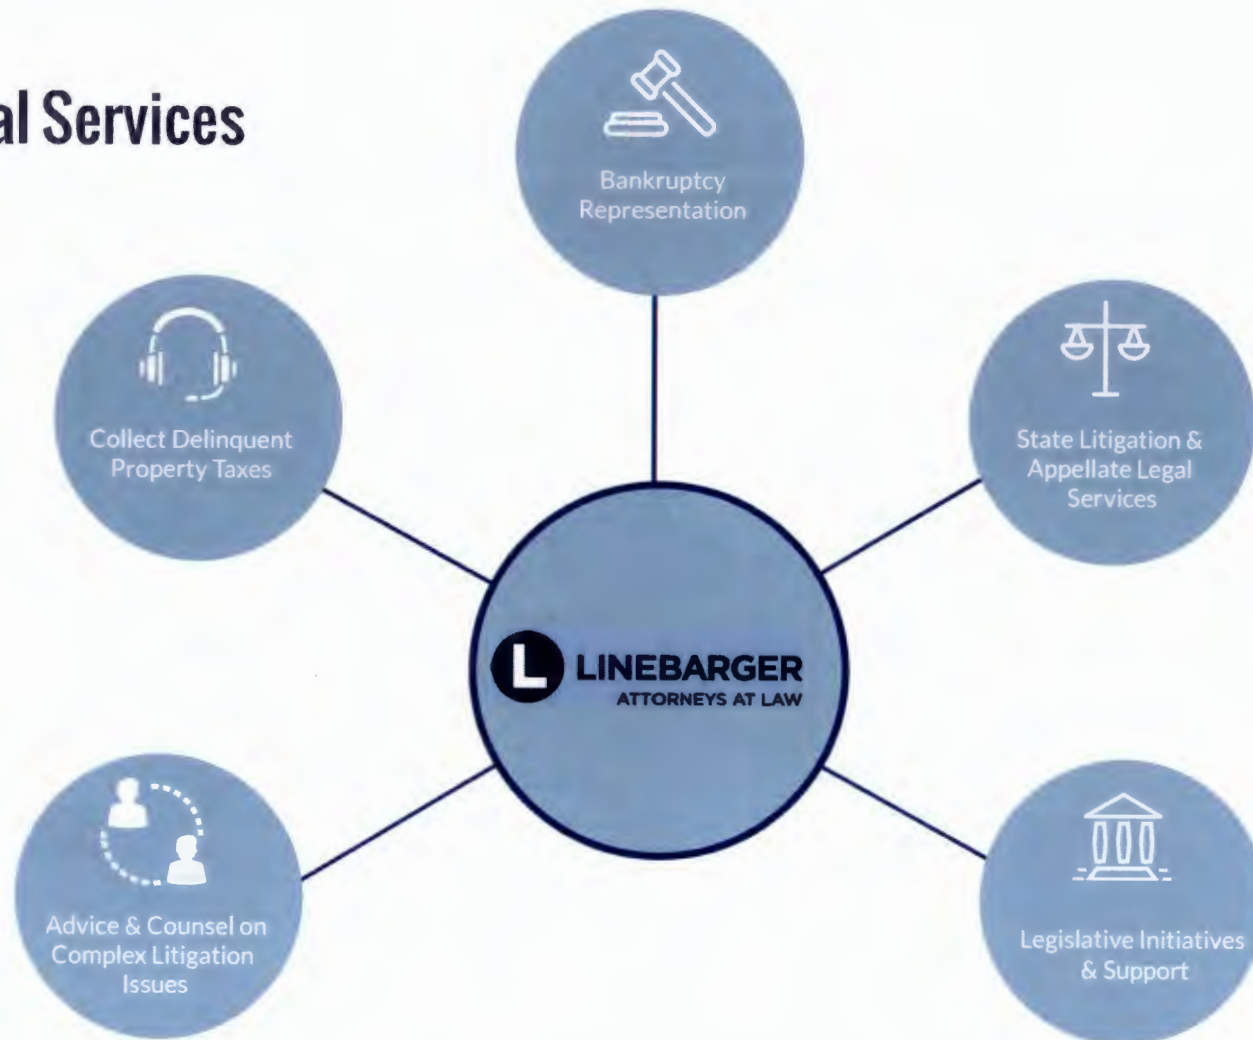 al Services
Bankruptcy
Representation
Collect Delinquent
Property Taxes
State Litigation &
Appellate Legal
Services
L LINEBARGER
ATTORNEYS AT LAW
Advice & Counsel on
Complex Litigation
Issues
Legislative Initiatives
& Support